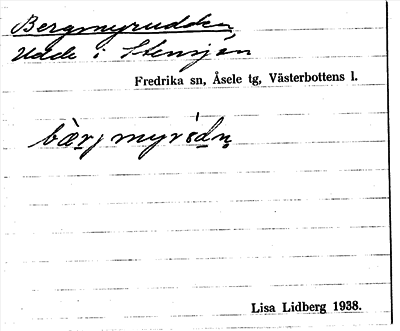 Bergmyrudden
Udde i Stensjön
Fredrika sn, Åsele tg, Västerbottens l.
Lisa Lidberg 1938.